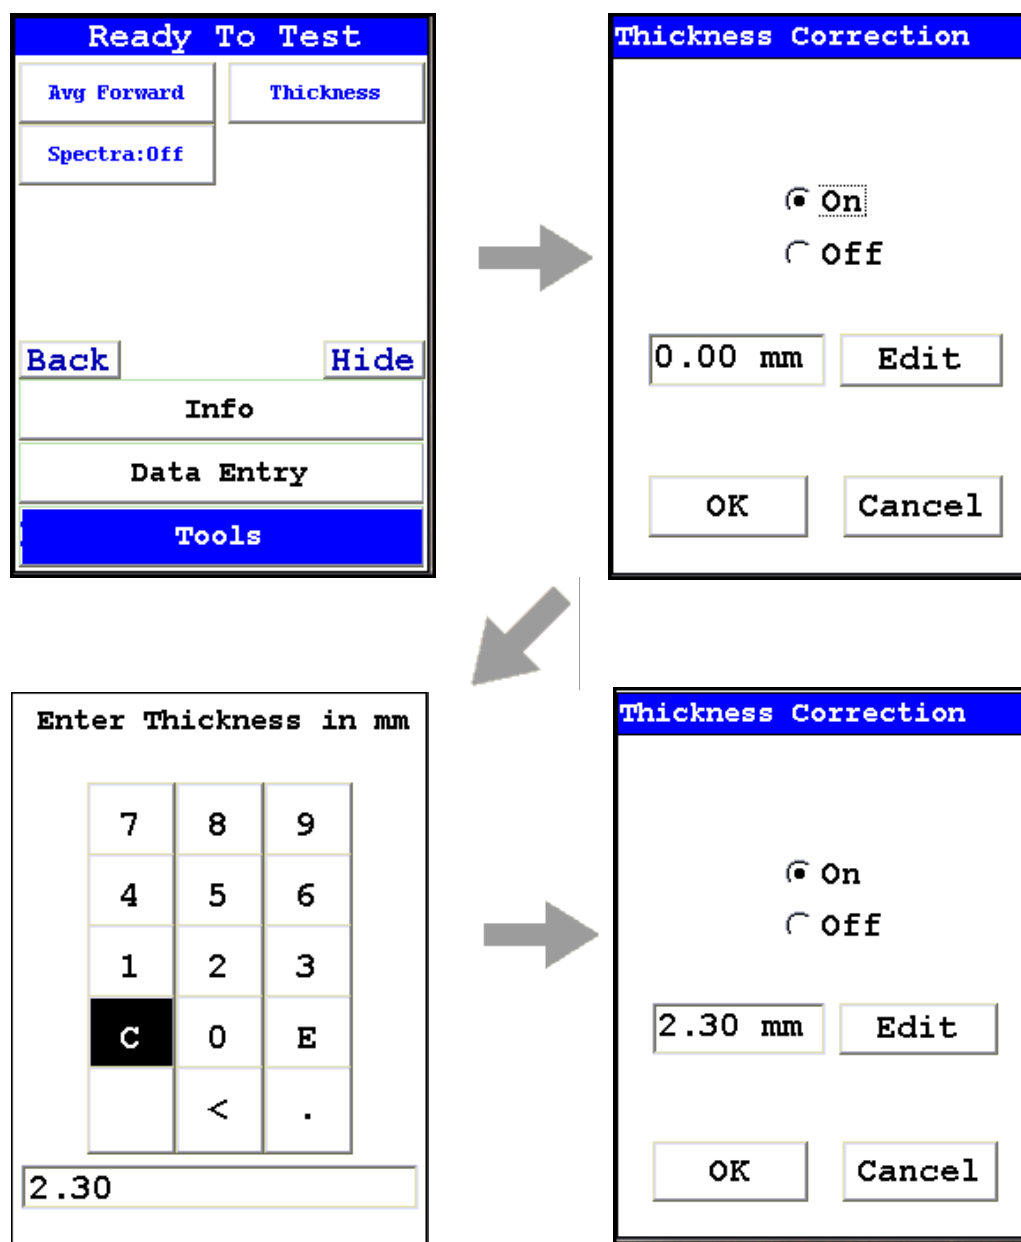 Ready To Test
Avg Forward Thickness
Spectra:Off
Back Hide
Info
Data Entry
Tools
Thickness Correction
On
Off
0.00 mm Edit
OK Cancel
Enter Thickness in mm
7 8 9
4 5 6
1 2 3
C 0 E
< .
2.30
Thickness Correction
On
Off
2.30 mm Edit
OK Cancel